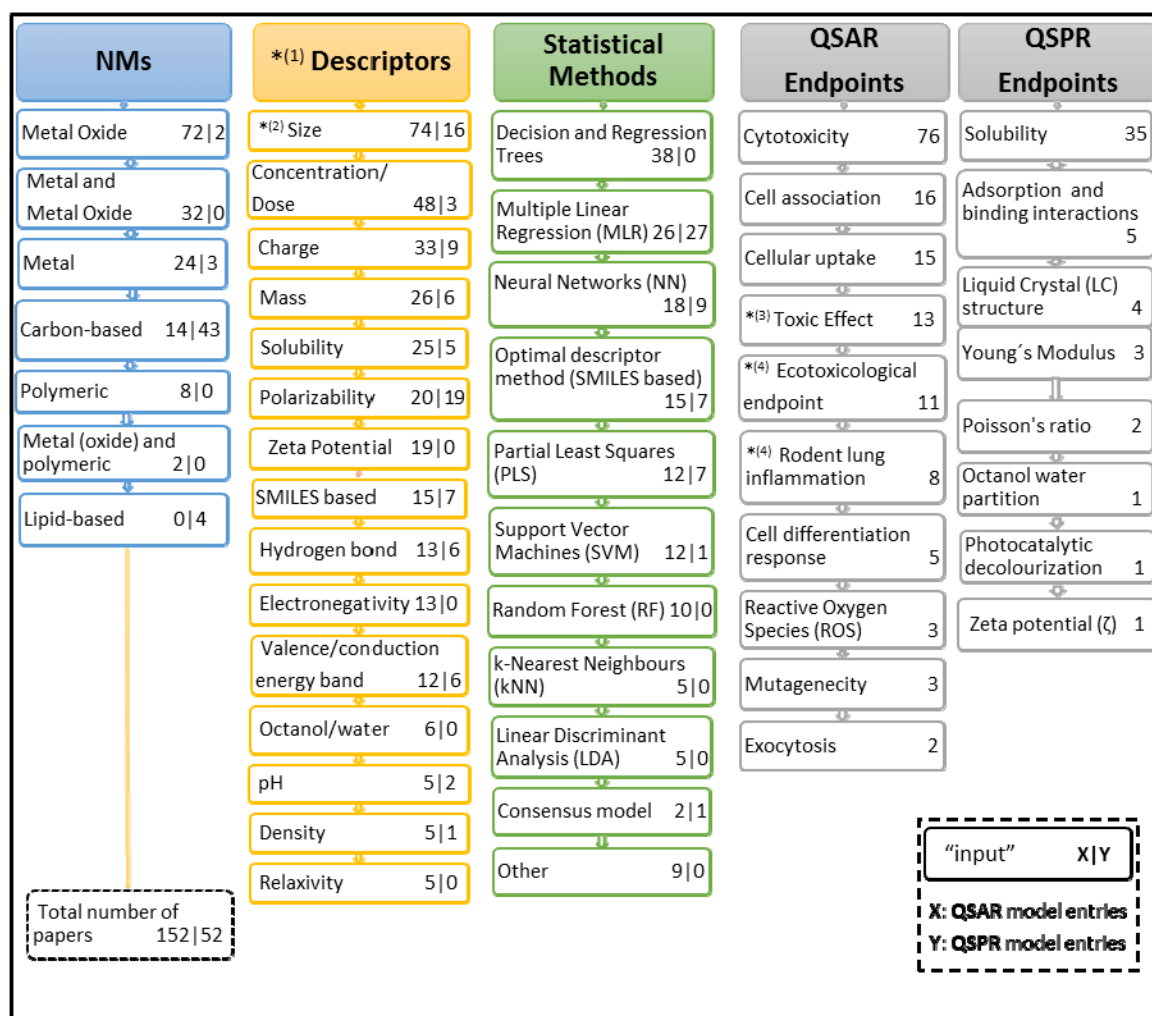 NMs
Metal Oxide 72|2
Metal and
Metal Oxide 32|0
Metal 24|3
Carbon-based 14|43
Polymeric 8|0
Metal (oxide) and
polymeric 2|0
Lipid-based 0|4
Total number of
papers 152|52
*(1) Descriptors
*(2) Size 74|16
Concentration/
Dose 48|3
Charge 33|9
Mass 26|6
Solubility 25|5
Polarizability 20|19
Zeta Potential 19|0
SMILES based 15|7
Hydrogen bond 13|6
Electronegativity 13|0
Valence/conduction
energy band 12|6
Octanol/water 6|0
pH 5|2
Density 5|1
Relaxivity 5|0
Statistical
Methods
Decision and Regression
Trees 38|0
Multiple Linear
Regression (MLR) 26|27
Neural Networks (NN)
18|9
Optimal descriptor
method (SMILES based)
15|7
Partial Least Squares
(PLS) 12|7
Support Vector
Machines (SVM) 12|1
Random Forest (RF) 10|0
k-Nearest Neighbours
(kNN) 5|0
Linear Discriminant
Analysis (LDA) 5|0
Consensus model 2|1
Other 9|0
QSAR
Endpoints
Cytotoxicity 76
Cell association 16
Cellular uptake 15
*(3) Toxic Effect 13
*(4) Ecotoxicological
endpoint 11
*(4) Rodent lung
inflammation 8
Cell differentiation
response 5
Reactive Oxygen
Species (ROS) 3
Mutagenecity 3
Exocytosis 2
QSPR
Endpoints
Solubility 35
Adsorption and
binding interactions
5
Liquid Crystal (LC)
structure 4
Young´s Modulus 3
Poisson's ratio 2
Octanol water
partition 1
Photocatalytic
decolourization 1
Zeta potential (ζ) 1
“input” X|Y
X: QSAR model entries
Y: QSPR model entries